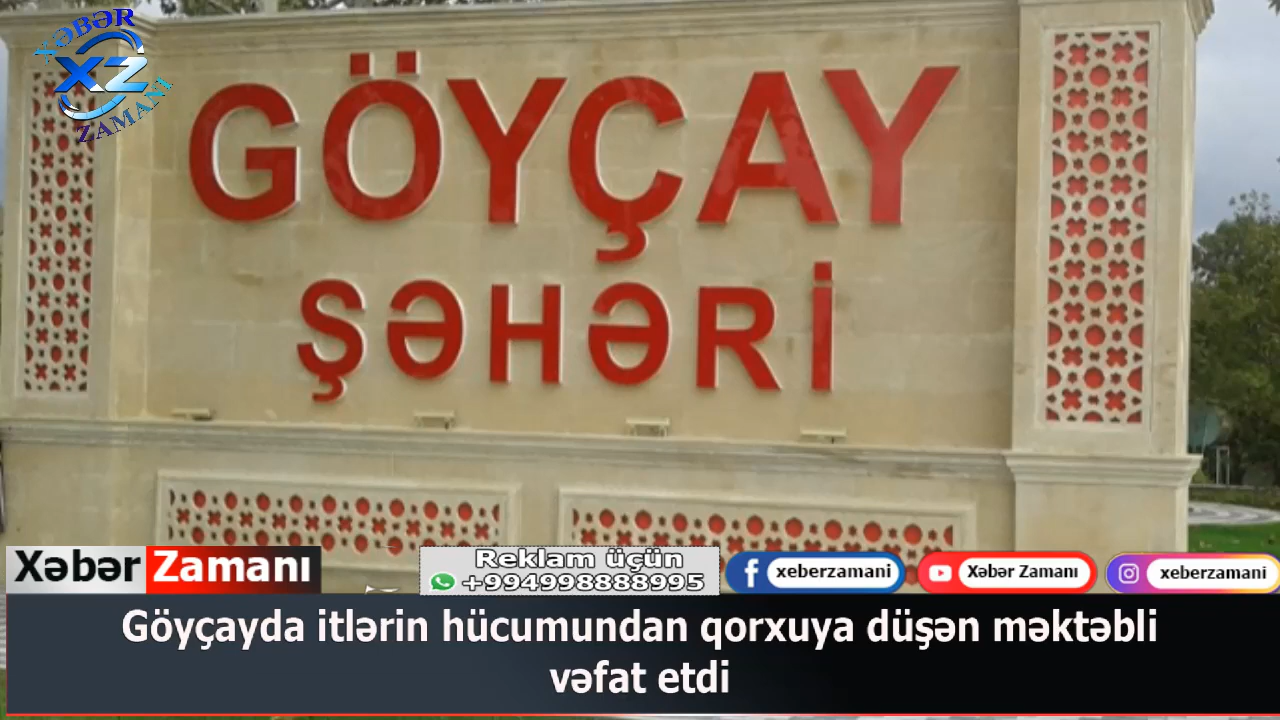 XƏBƏR
XZ
ZAMANI
GÖYÇAY
ŞƏHƏRİ
Xəbər Zamanı
Reklam üçün
+994998888995
xeberzamani
Xəbər Zamanı
xeberzamani
Göyçayda itlərin hücumundan qorxuya düşən məktəbli
vəfat etdi